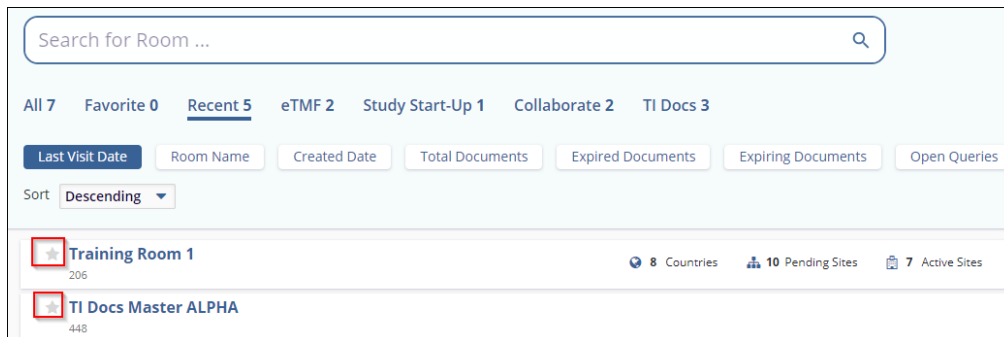 Search for Room ...
All 7 Favorite 0 Recent 5 eTMF 2 Study Start-Up 1 Collaborate 2 TI Docs 3
Last Visit Date Room Name Created Date Total Documents Expired Documents Expiring Documents Open Queries
Sort Descending
Training Room 1 8 Countries 10 Pending Sites 7 Active Sites
206
TI Docs Master ALPHA
448